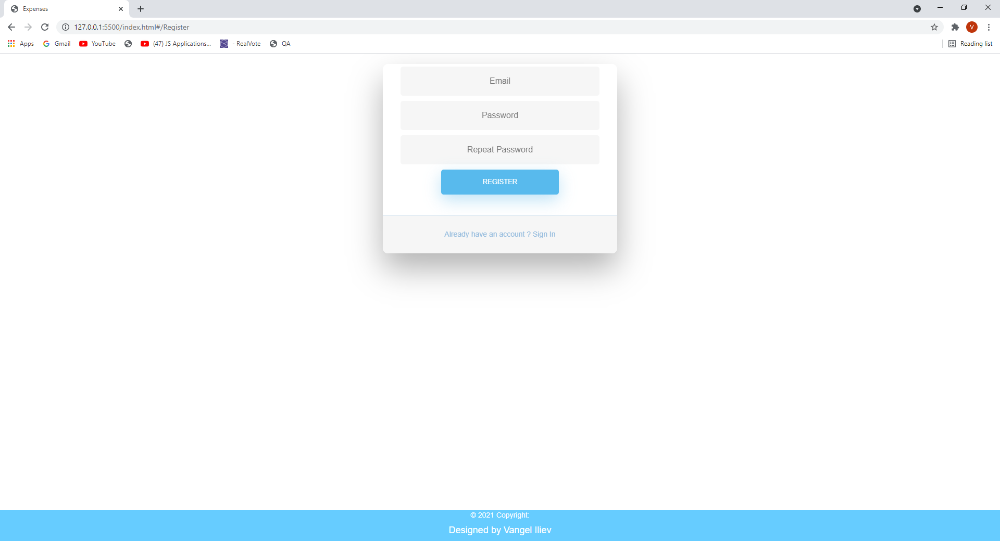 Expenses
127.0.0.1:5500/index.html#/Register
V
Apps Gmail YouTube (47) JS Applications... - RealVote QA Reading list
Email
Password
Repeat Password
REGISTER
Already have an account ? Sign In
© 2021 Copyright:
Designed by Vangel Iliev